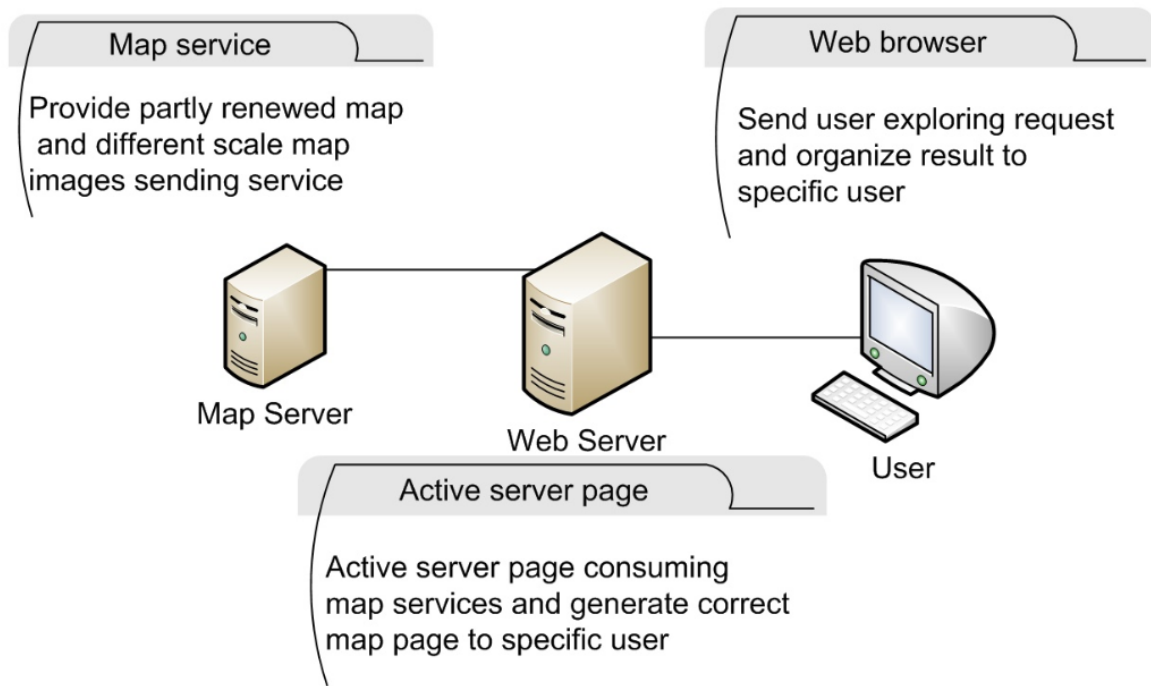 Map service
Provide partly renewed map
and different scale map
images sending service
Web browser
Send user exploring request
and organize result to
specific user
Map Server
Web Server
User
Active server page
Active server page consuming
map services and generate correct
map page to specific user